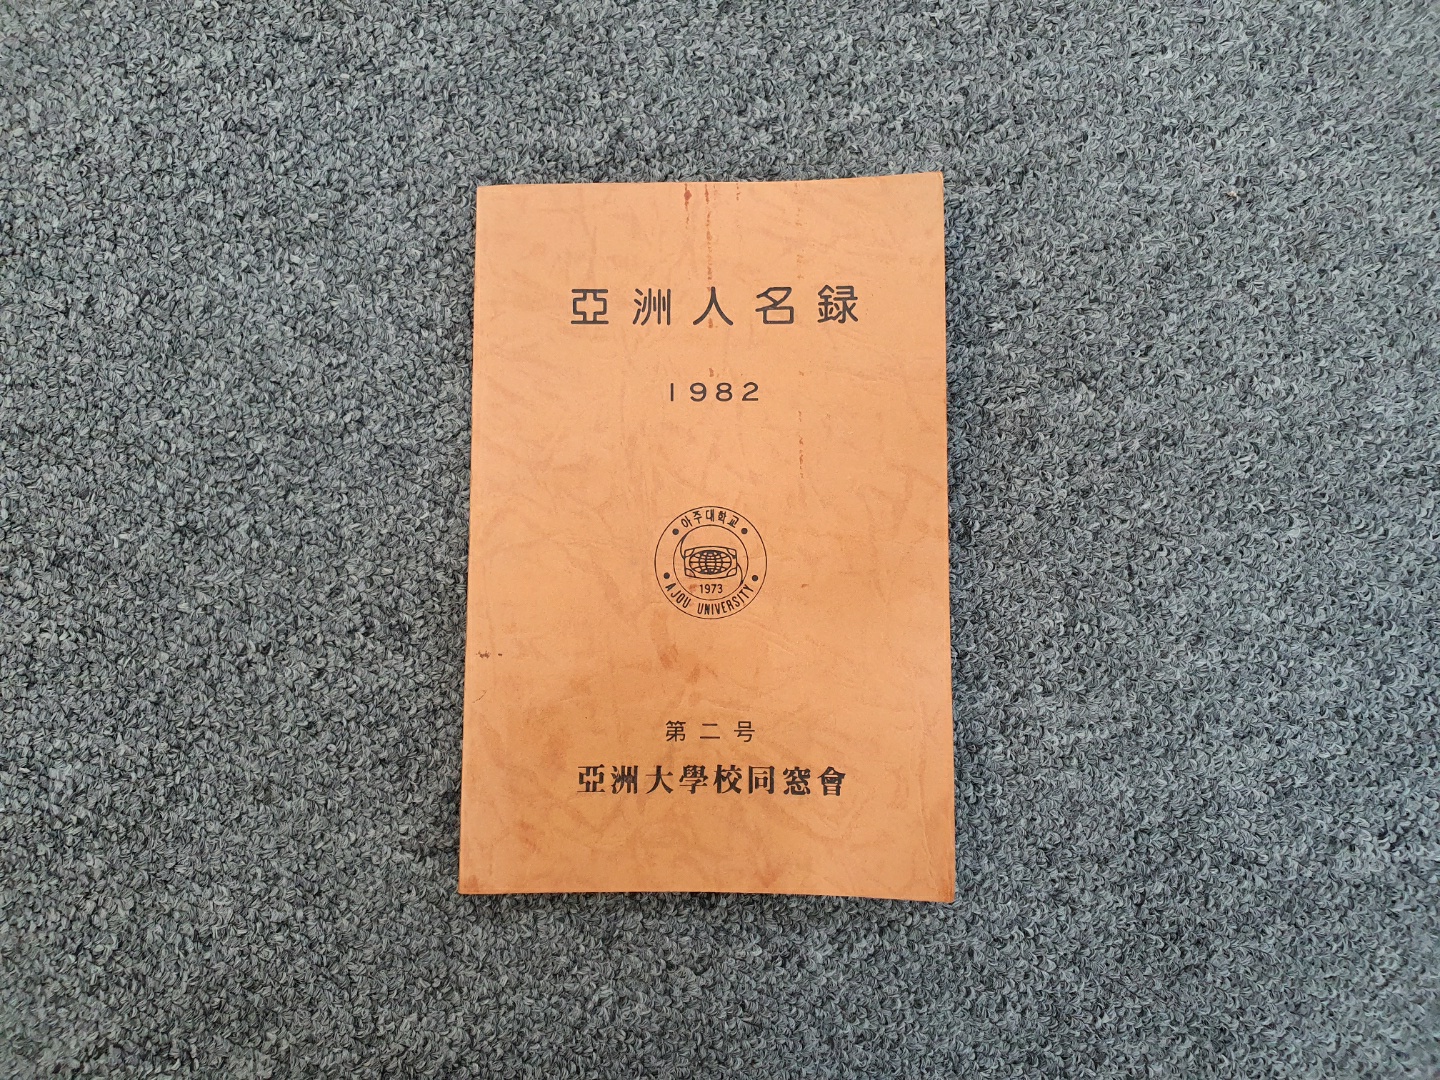 亞洲人名録
1982
아주대학교
1973
AJOU UNIVERSITY
第二号
亞洲大學校同窓會